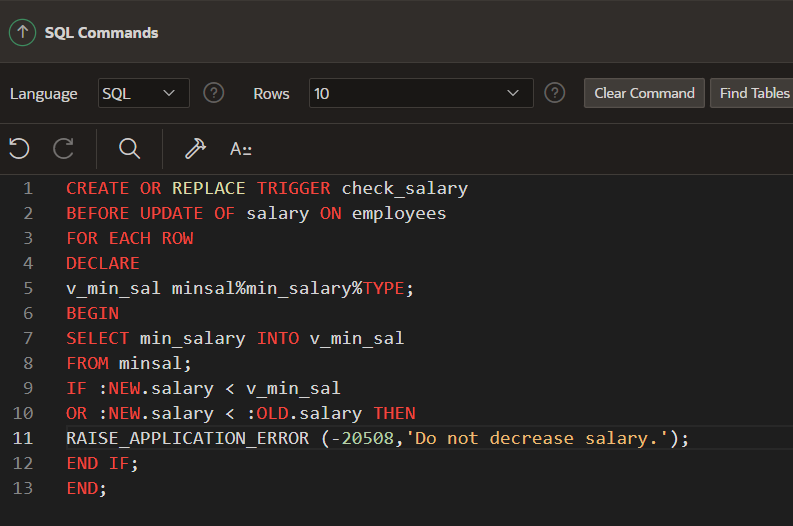 SQL Commands
Language SQL ? Rows 10 ? Clear Command Find Tables
A::
1 CREATE OR REPLACE TRIGGER check_salary
2 BEFORE UPDATE OF salary ON employees
3 FOR EACH ROW
4 DECLARE
5 v_min_sal minsal%min_salary%TYPE;
6 BEGIN
7 SELECT min_salary INTO v_min_sal
8 FROM minsal;
9 IF :NEW.salary < v_min_sal
10 OR :NEW.salary < :OLD.salary THEN
11 RAISE_APPLICATION_ERROR (-20508,'Do not decrease salary.');
12 END IF;
13 END;